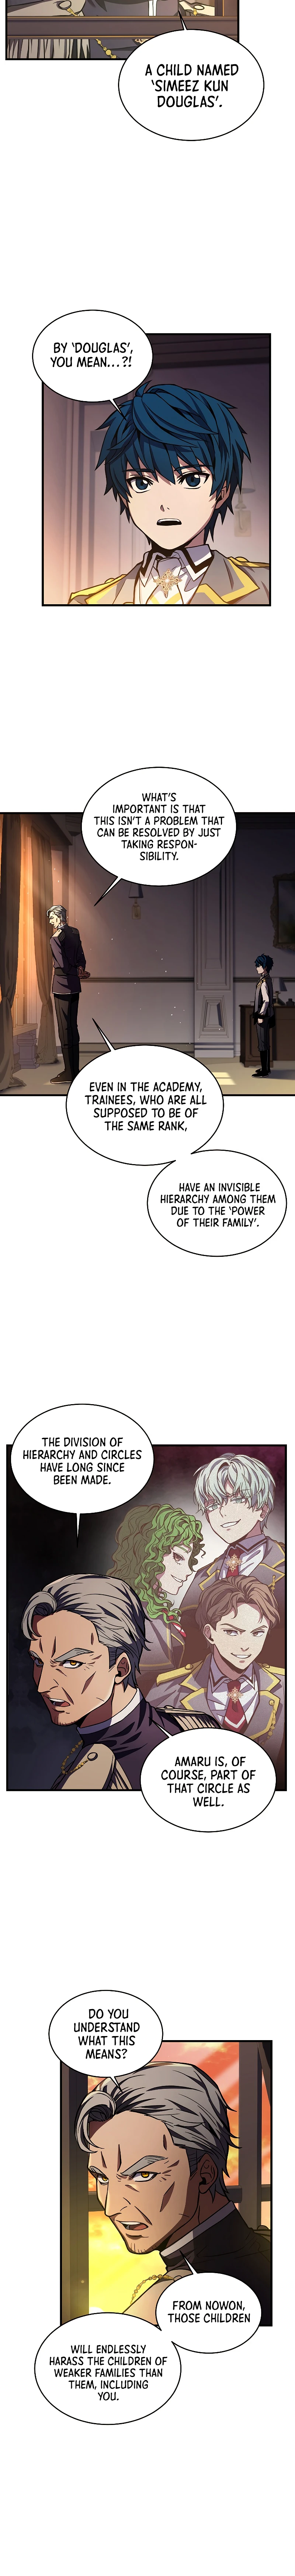 A CHILD NAMED
'SIMEEZ KUN
DOUGLAS'.
BY 'DOUGLAS',
YOU MEAN...?!
WHAT'S
IMPORTANT IS THAT
THIS ISN'T A PROBLEM THAT
CAN BE RESOLVED BY JUST
TAKING RESPON-
SIBILITY.
EVEN IN THE ACADEMY,
TRAINEES, WHO ARE ALL
SUPPOSED TO BE OF
THE SAME RANK,
HAVE AN INVISIBLE
HIERARCHY AMONG THEM
DUE TO THE 'POWER
OF THEIR FAMILY'.
THE DIVISION OF
HIERARCHY AND CIRCLES
HAVE LONG SINCE
BEEN MADE.
AMARU IS, OF
COURSE, PART OF
THAT CIRCLE AS
WELL.
DO YOU
UNDERSTAND
WHAT THIS
MEANS?
FROM NOWON,
THOSE CHILDREN
WILL ENDLESSLY
HARASS THE CHILDREN OF
WEAKER FAMILIES THAN
THEM, INCLUDING
YOU.